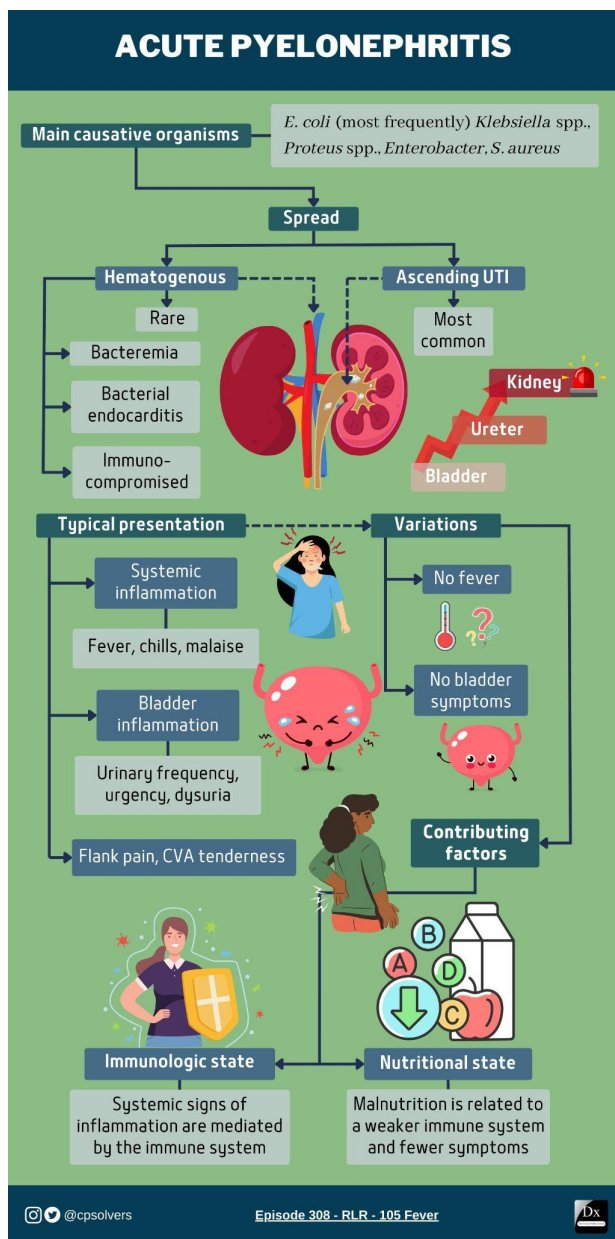 ACUTE PYELONEPHRITIS
Main causative organisms
E. coli (most frequently) Klebsiella spp.,
Proteus spp., Enterobacter, S. aureus
Spread
Hematogenous
Ascending UTI
Rare
Most
common
Bacteremia
Bacterial
endocarditis
Immuno-
compromised
Kidney
Ureter
Bladder
Typical presentation
Variations
Systemic
inflammation
Fever, chills, malaise
No fever
???
Bladder
inflammation
Urinary frequency,
urgency, dysuria
No bladder
symptoms
Flank pain, CVA tenderness
Contributing
factors
B
A
D
C
Immunologic state
Nutritional state
Systemic signs of
inflammation are mediated
by the immune system
Malnutrition is related to
a weaker immune system
and fewer symptoms
@cpsolvers
Episode 308 - RLR - 105 Fever
Dx